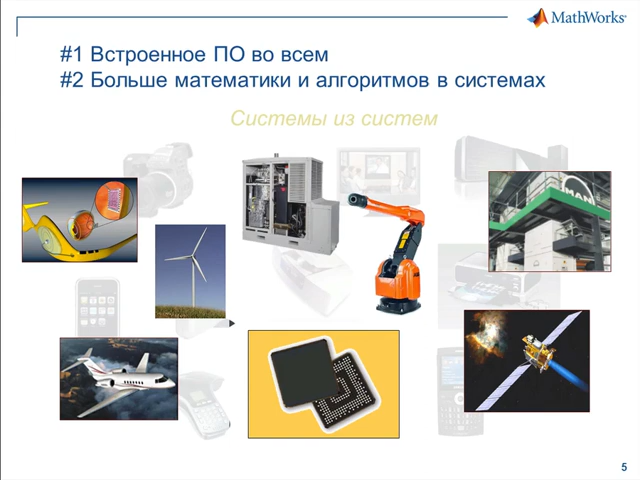 MathWorks
#1 Встроенное ПО во всем
#2 Больше математики и алгоритмов в системах
Системы из систем
MAN
5